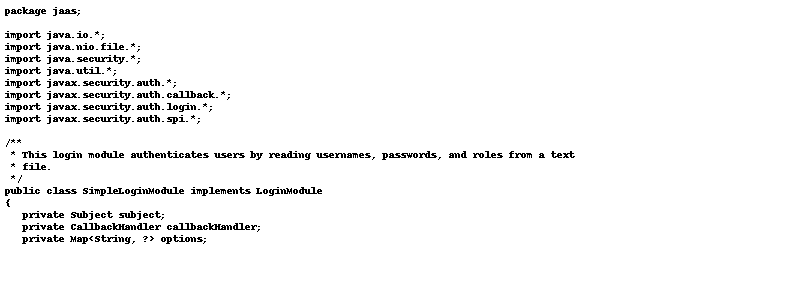 package jaas;
import java.io.*;
import java.nio.file.*;
import java.security.*;
import java.util.*;
import javax.security.auth.*;
import javax.security.auth.callback.*;
import javax.security.auth.login.*;
import javax.security.auth.spi.*;
/**
 * This login module authenticates users by reading usernames, passwords, and roles from a text
 * file.
 */
public class SimpleLoginModule implements LoginModule
{
   private Subject subject;
   private CallbackHandler callbackHandler;
   private Map<String, ?> options;